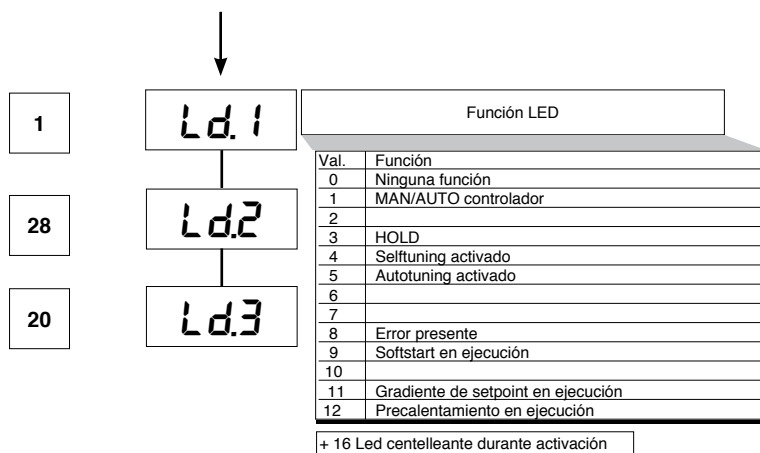 1
Ld.1
Función LED
Val. Función
0 Ninguna función
1 MAN/AUTO controlador
2
28
Ld.2
3 HOLD
4 Selftuning activado
5 Autotuning activado
6
20
Ld.3
7
8 Error presente
9 Softstart en ejecución
10
11 Gradiente de setpoint en ejecución
12 Precalentamiento en ejecución
+ 16 Led centelleante durante activación